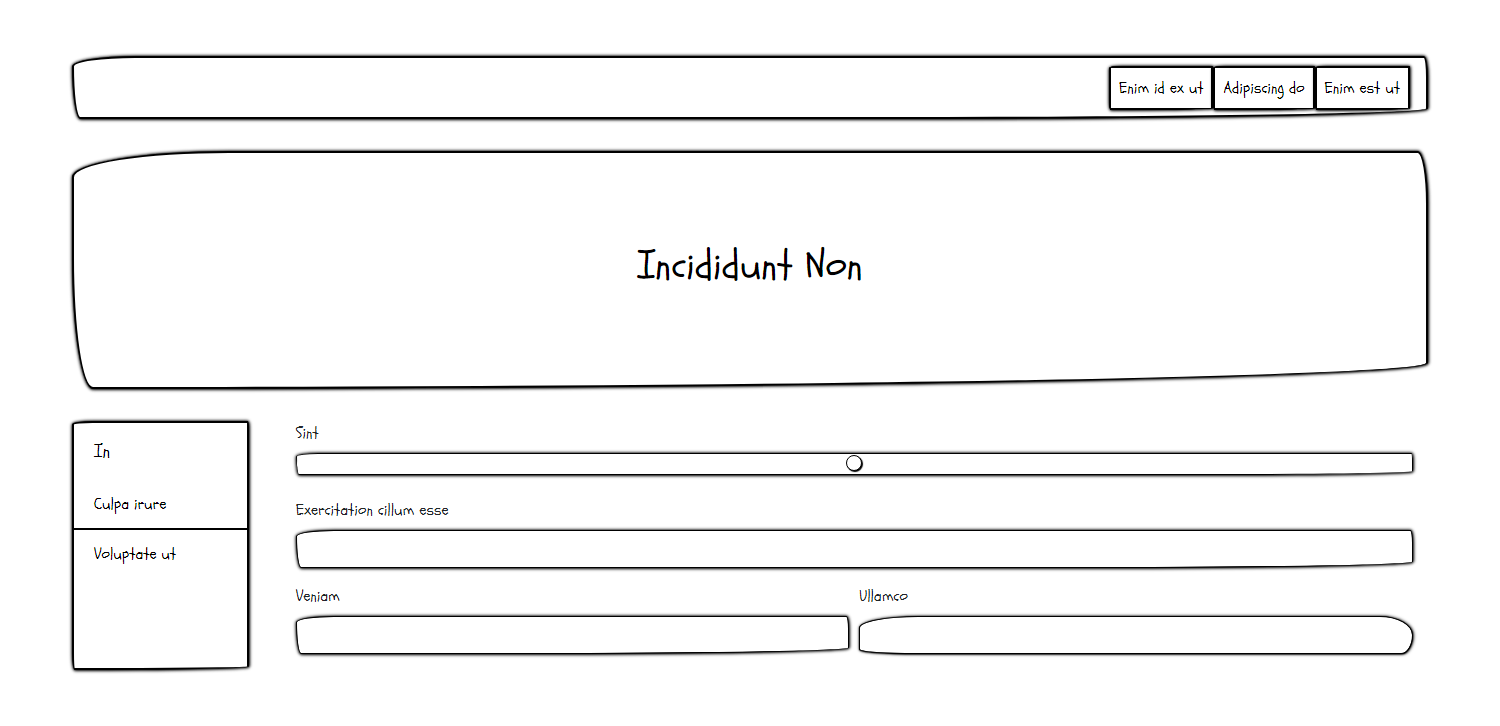 Enim id ex ut
Adipiscing do
Enim est ut
Incididunt Non
In
Culpa irure
Voluptate ut
Sint
Exercitation cillum esse
Veniam
Ullamco